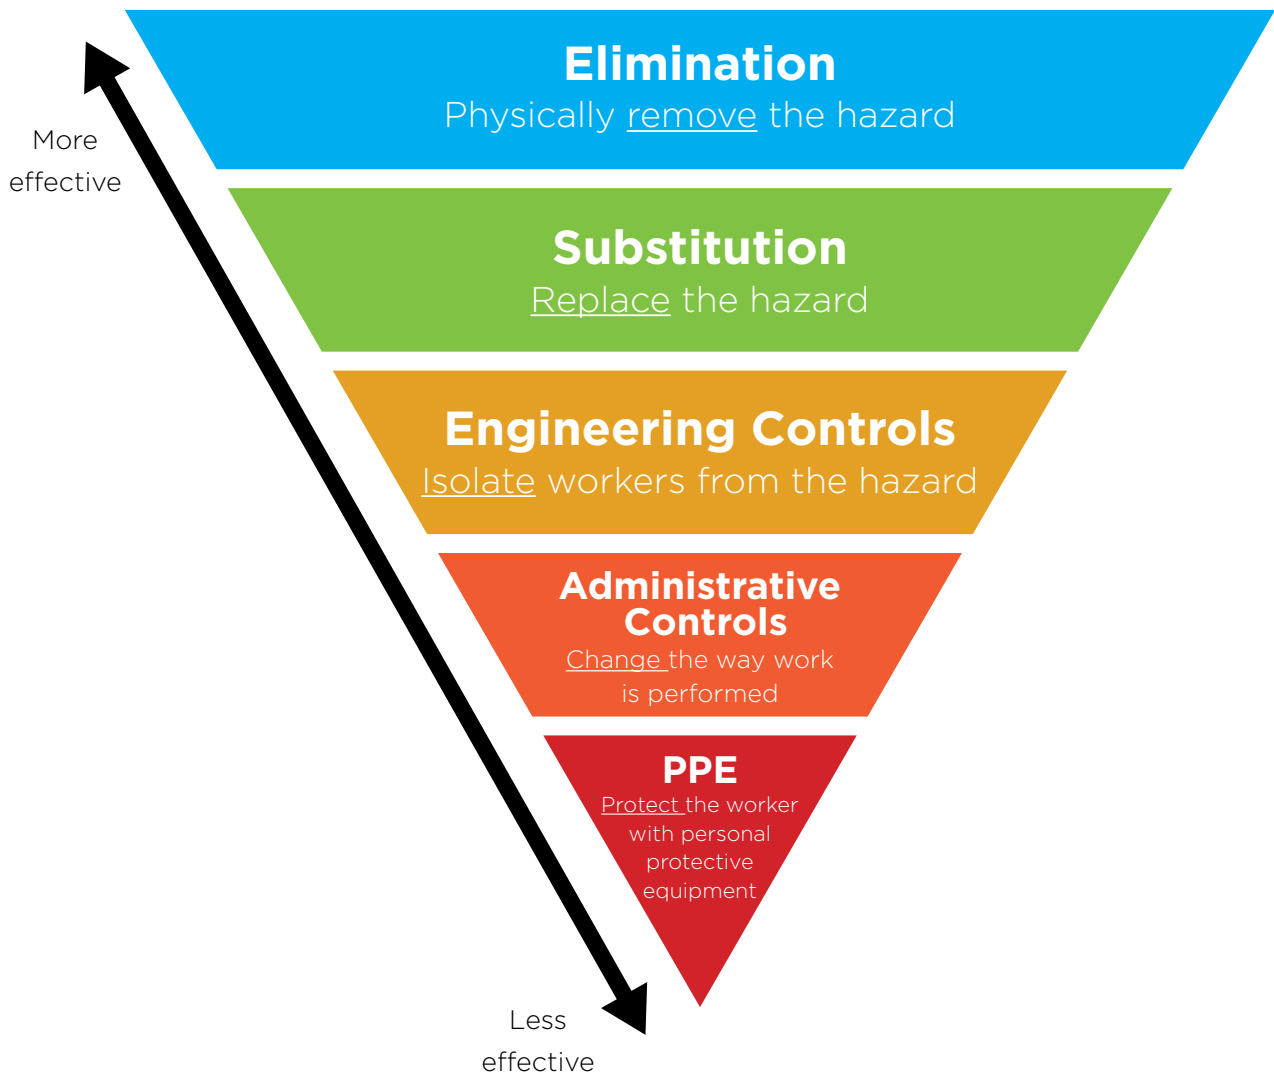 Elimination
Physically remove the hazard
More
effective
Substitution
Replace the hazard
Engineering Controls
Isolate workers from the hazard
Administrative
Controls
Change the way work
is performed
PPE
Protect the worker
with personal
protective
equipment
Less
effective